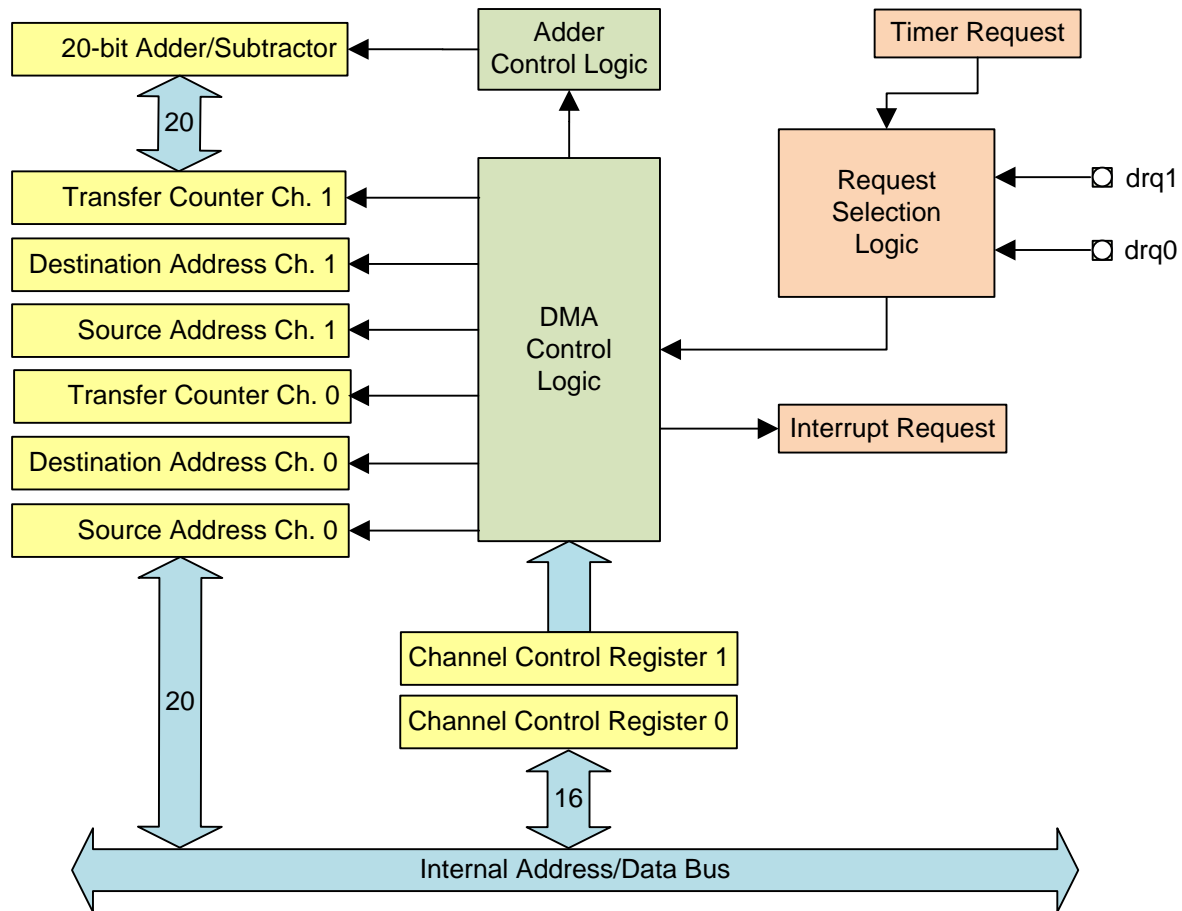 20-bit Adder/Subtractor
Adder
Control Logic
Timer Request
20
Transfer Counter Ch. 1
Destination Address Ch. 1
Source Address Ch. 1
Transfer Counter Ch. 0
Destination Address Ch. 0
Source Address Ch. 0
DMA
Control
Logic
Request
Selection
Logic
drq1
drq0
Interrupt Request
Channel Control Register 1
Channel Control Register 0
20
16
Internal Address/Data Bus